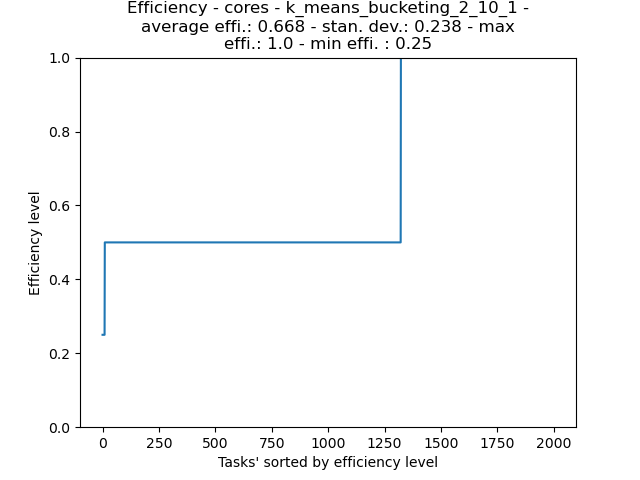 Efficiency - cores - k_means_bucketing_2_10_1 -
average effi.: 0.668 - stan. dev.: 0.238 - max
effi.: 1.0 - min effi. : 0.25
1.0
0.8
0.6
0.4
0.2
0.0
Efficiency level
0 250 500 750 1000 1250 1500 1750 2000
Tasks' sorted by efficiency level